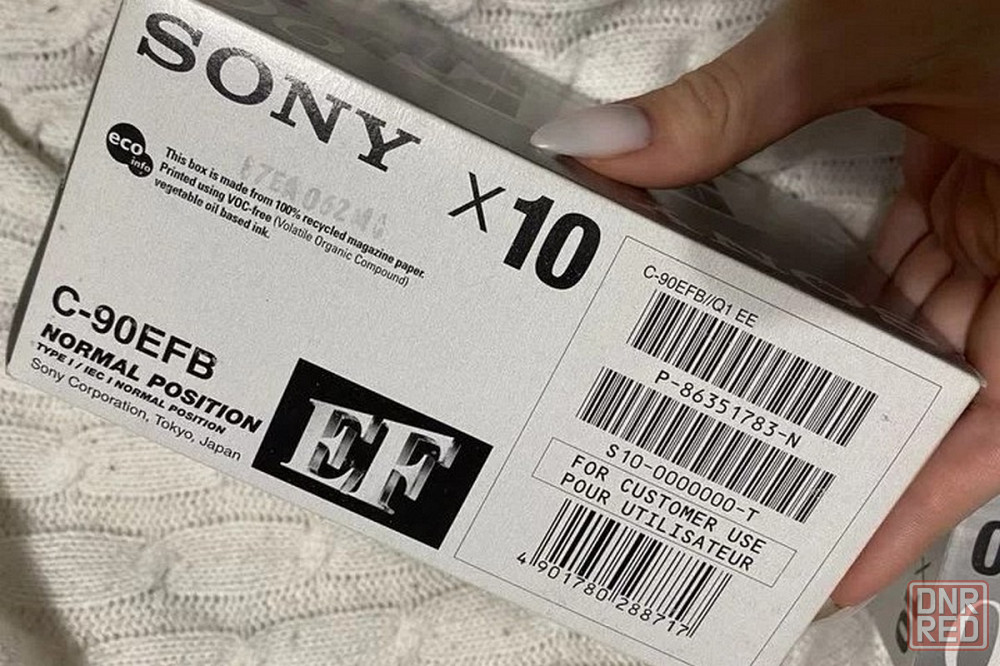 SONY
x10
eco
info
This box is made from 100% recycled magazine paper.
Printed using VOC-free (Volatile Organic Compound)
vegetable oil based ink.
C-90EFB
NORMAL POSITION
TYPE I / IEC I NORMAL POSITION
Sony Corporation, Tokyo, Japan
EF
C-90EFB//Q1 EE
P-86351783-N
S10-0000000-T
FOR CUSTOMER USE
POUR UTILISATEUR
4 901780 288717
DNR
RED